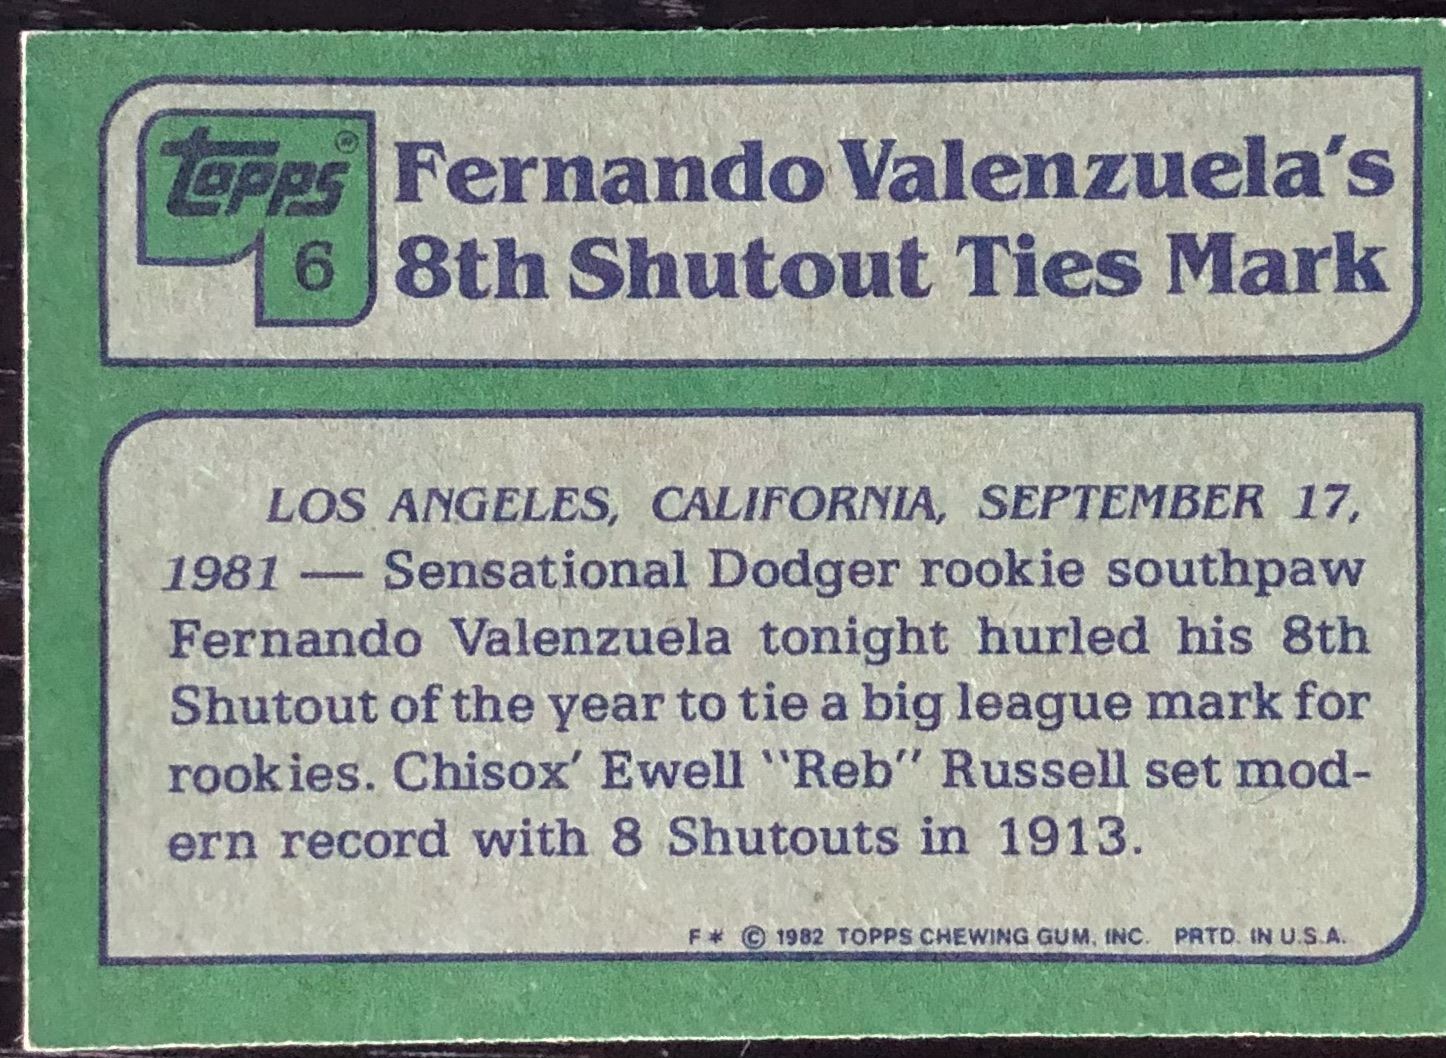 topps®
6
Fernando Valenzuela's
8th Shutout Ties Mark
LOS ANGELES, CALIFORNIA, SEPTEMBER 17,
1981 — Sensational Dodger rookie southpaw
Fernando Valenzuela tonight hurled his 8th
Shutout of the year to tie a big league mark for
rookies. Chisox' Ewell "Reb" Russell set mod-
ern record with 8 Shutouts in 1913.
F* © 1982 TOPPS CHEWING GUM, INC. PRTD. IN U.S.A.